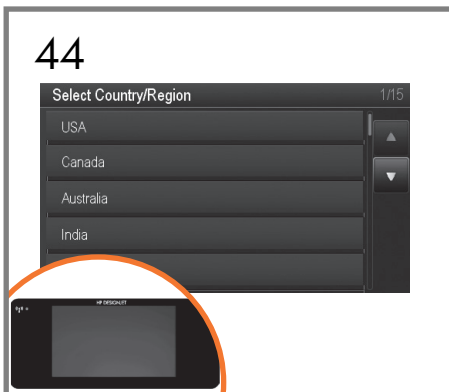 44
Select Country/Region 1/15
USA
Canada
Australia
India
HP DESIGNJET